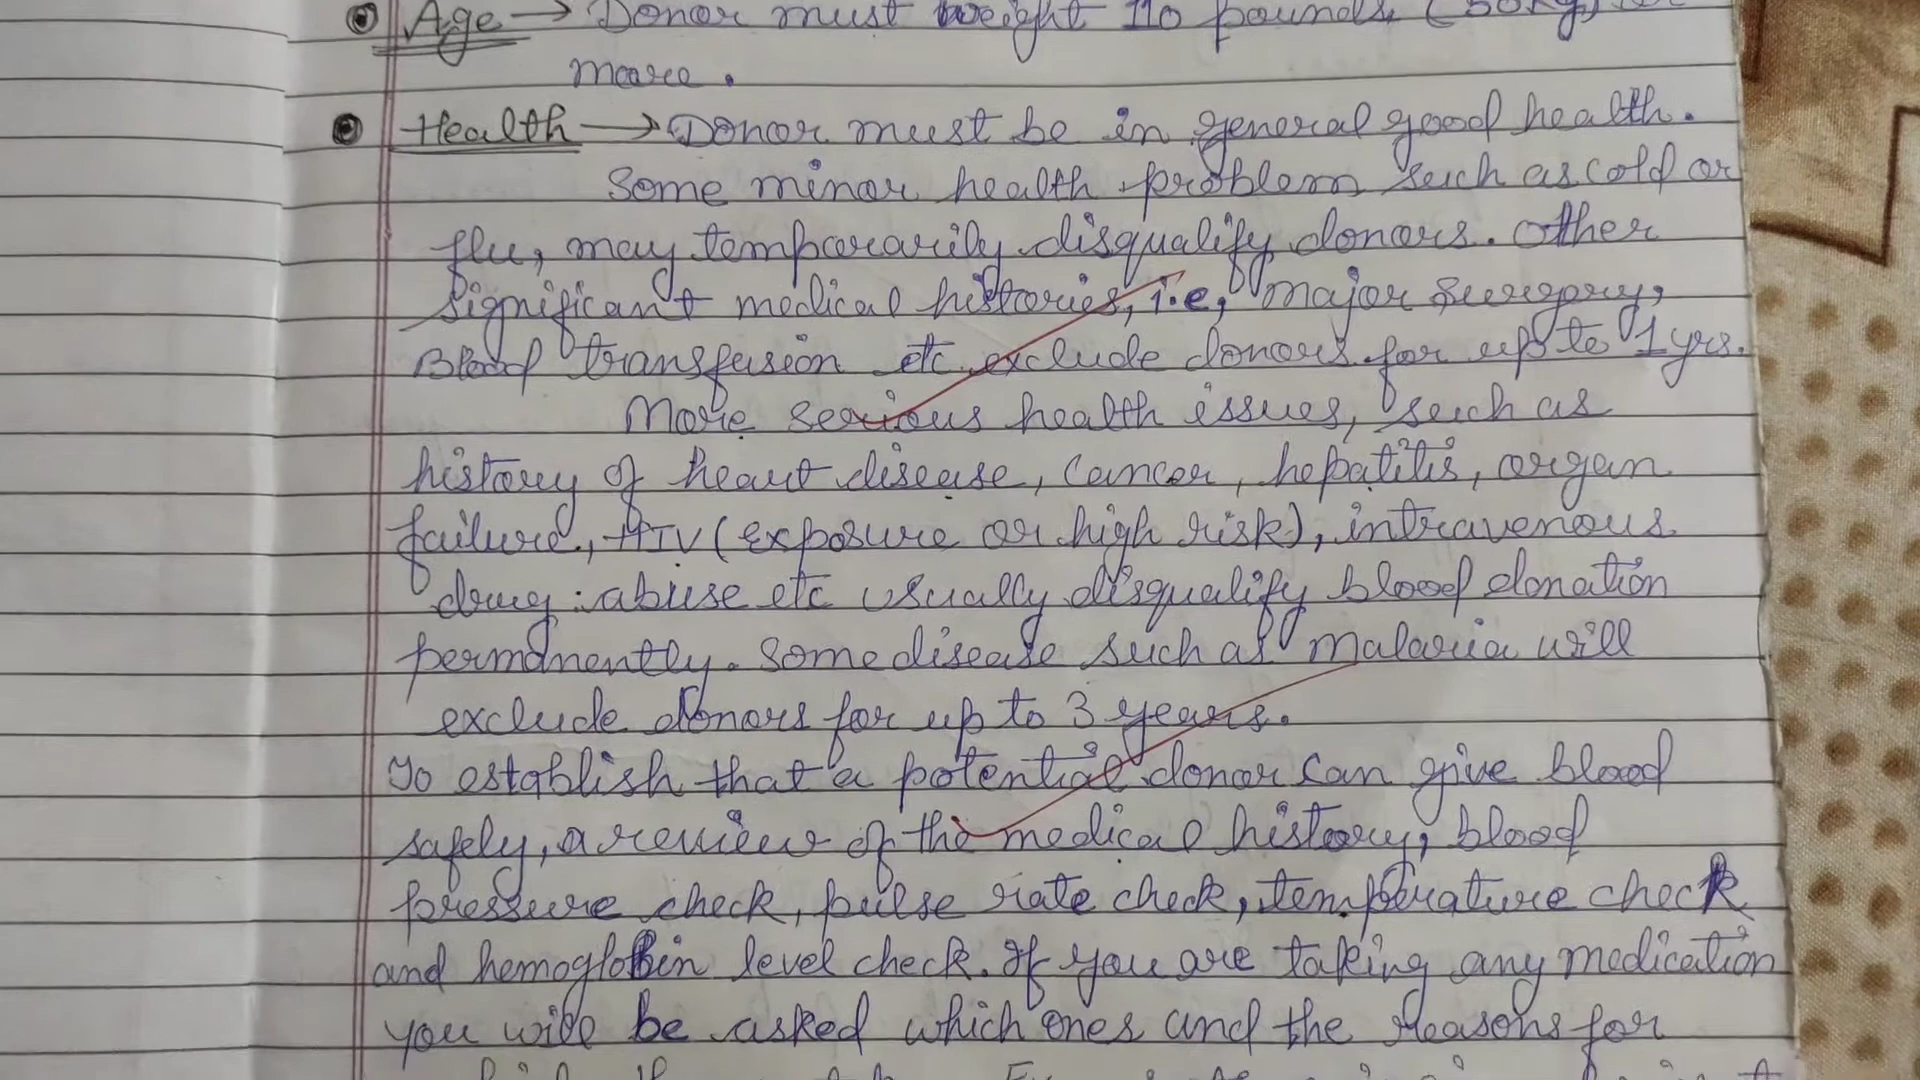 Age → Donor must weight 110 pounds (50kg) or
more.
Health → Donor must be in general good health.
Some minor health problem such as cold or
flu, may temporarily disqualify donors. Other
significant medical histories, i.e, major surgery,
Blood transfusion etc exclude donors for up to 1 yrs.
More serious health issues, such as
history of heart disease, cancer, hepatitis, organ
failure, HIV (exposure or high risk), intravenous
drug abuse etc usually disqualify blood donation
permanently. Some disease such as malaria will
exclude donors for up to 3 years.
To establish that a potential donor can give blood
safely, a review of the medical history, blood
pressure check, pulse rate check, temperature check
and hemoglobin level check. If you are taking any medication
you will be asked which ones and the reasons for